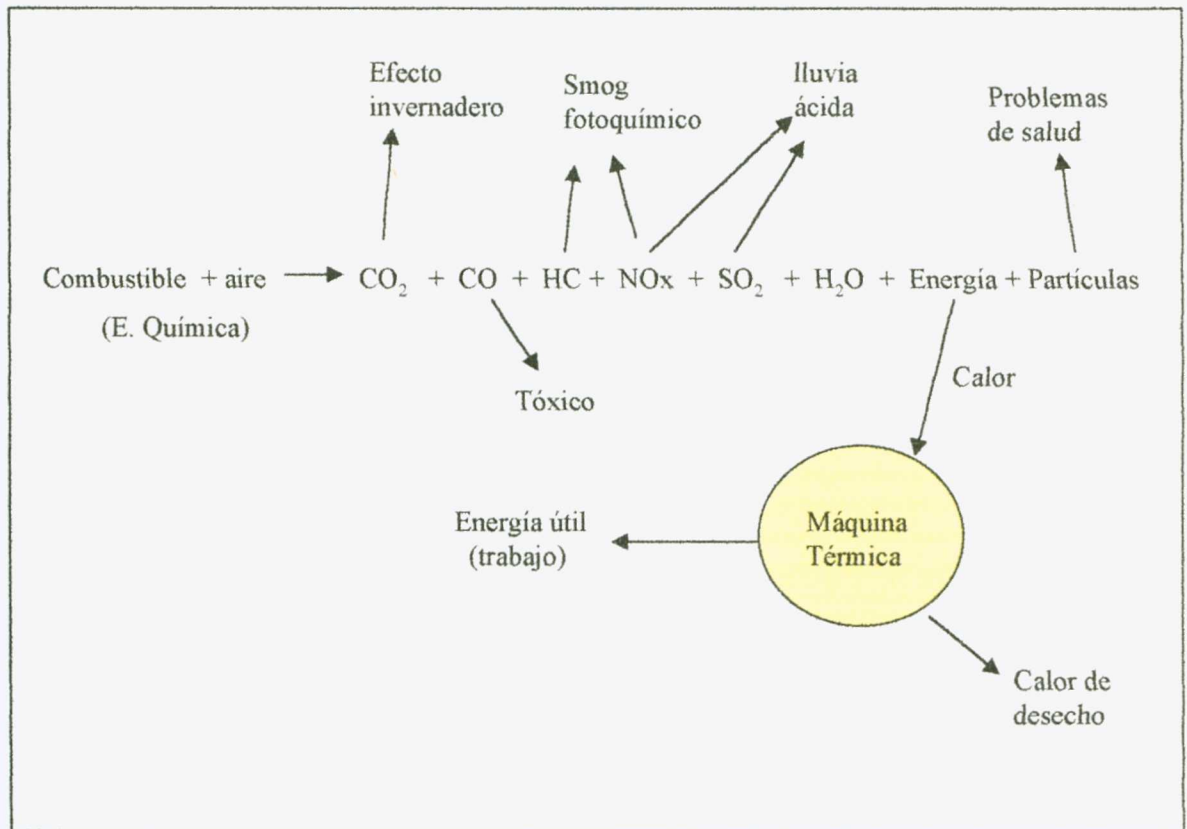 Efecto
invernadero
Smog
fotoquímico
lluvia
ácida
Problemas
de salud
Combustible + aire → CO₂ + CO + HC + NOx + SO₂ + H₂O + Energía + Partículas
(E. Química)
Tóxico
Calor
Energía útil
(trabajo)
Máquina
Térmica
Calor de
desecho